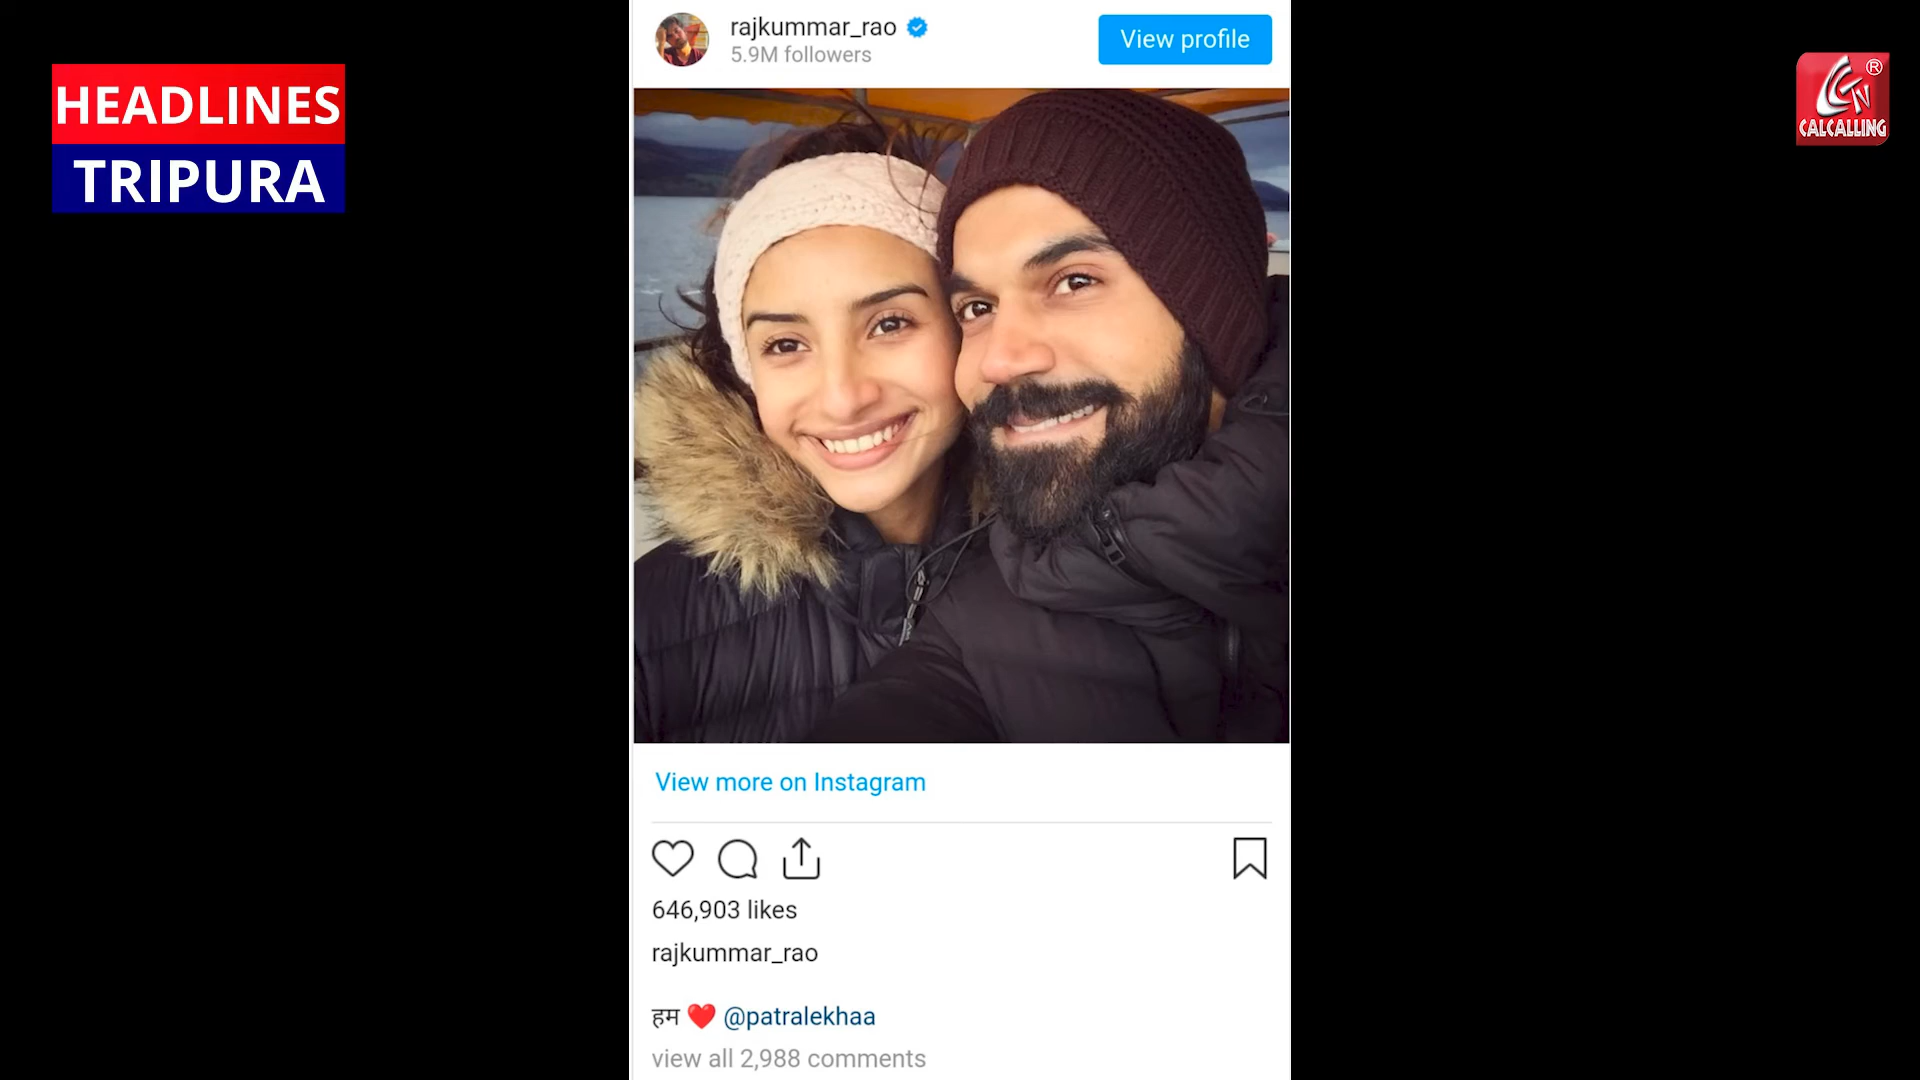 rajkummar_rao
5.9M followers
View profile
HEADLINES
TRIPURA
CTV
®
CALCALLING
View more on Instagram
646,903 likes
rajkummar_rao
हम ❤️ @patralekhaa
view all 2,988 comments